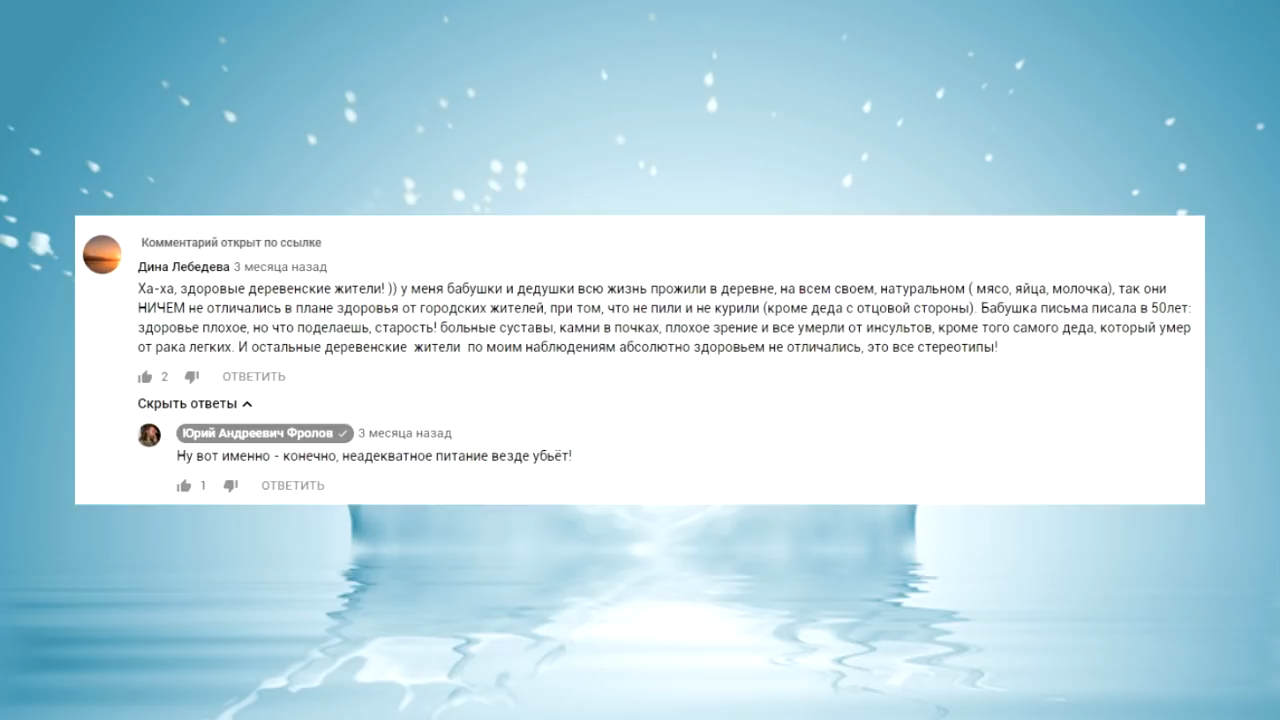 Комментарий открыт по ссылке
Дина Лебедева 3 месяца назад
Ха-ха, здоровые деревенские жители! )) у меня бабушки и дедушки всю жизнь прожили в деревне, на всем своем, натуральном ( мясо, яйца, молочка), так они
НИЧЕМ не отличались в плане здоровья от городских жителей, при том, что не пили и не курили (кроме деда с отцовой стороны). Бабушка письма писала в 50лет:
здоровье плохое, но что поделаешь, старость! больные суставы, камни в почках, плохое зрение и все умерли от инсультов, кроме того самого деда, который умер
от рака легких. И остальные деревенские жители по моим наблюдениям абсолютно здоровьем не отличались, это все стереотипы!
2 ОТВЕТИТЬ
Скрыть ответы
Юрий Андреевич Фролов 3 месяца назад
Ну вот именно - конечно, неадекватное питание везде убьёт!
1 ОТВЕТИТЬ